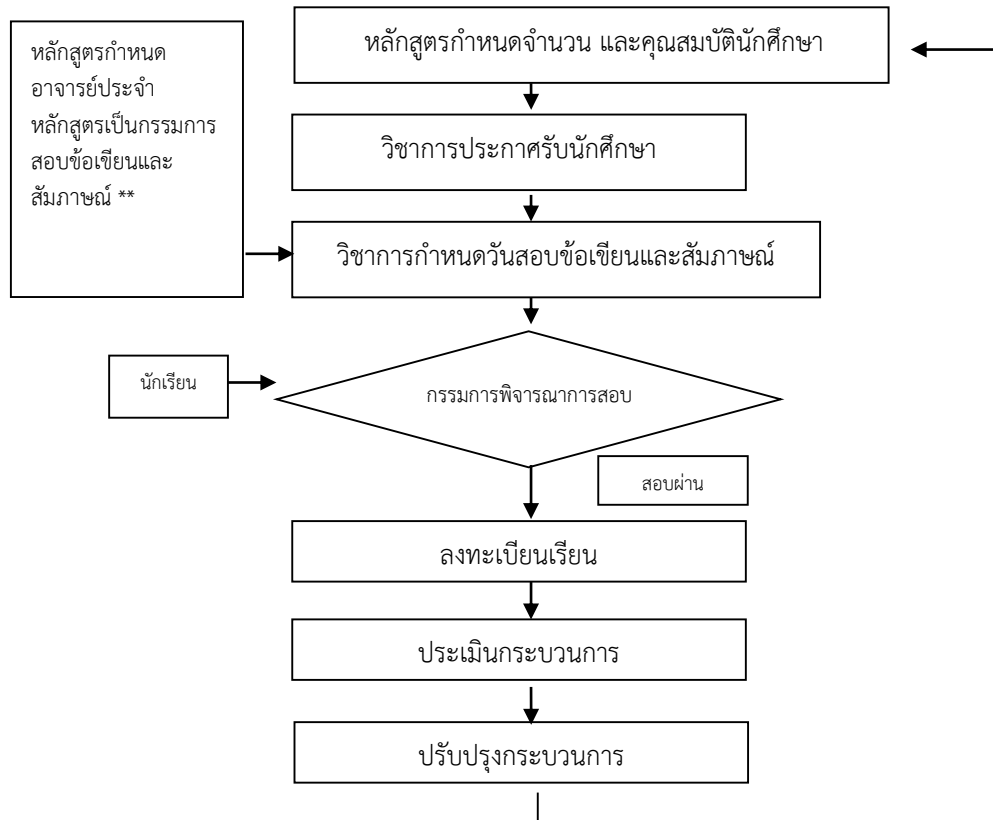 หลักสูตรกำหนดจำนวน และคุณสมบัตินักศึกษา
หลักสูตรกำหนด
อาจารย์ประจำ
หลักสูตรเป็นกรรมการ
สอบข้อเขียนและ
สัมภาษณ์ **
วิชาการประกาศรับนักศึกษา
วิชาการกำหนดวันสอบข้อเขียนและสัมภาษณ์
นักเรียน
กรรมการพิจารณาการสอบ
สอบผ่าน
ลงทะเบียนเรียน
ประเมินกระบวนการ
ปรับปรุงกระบวนการ